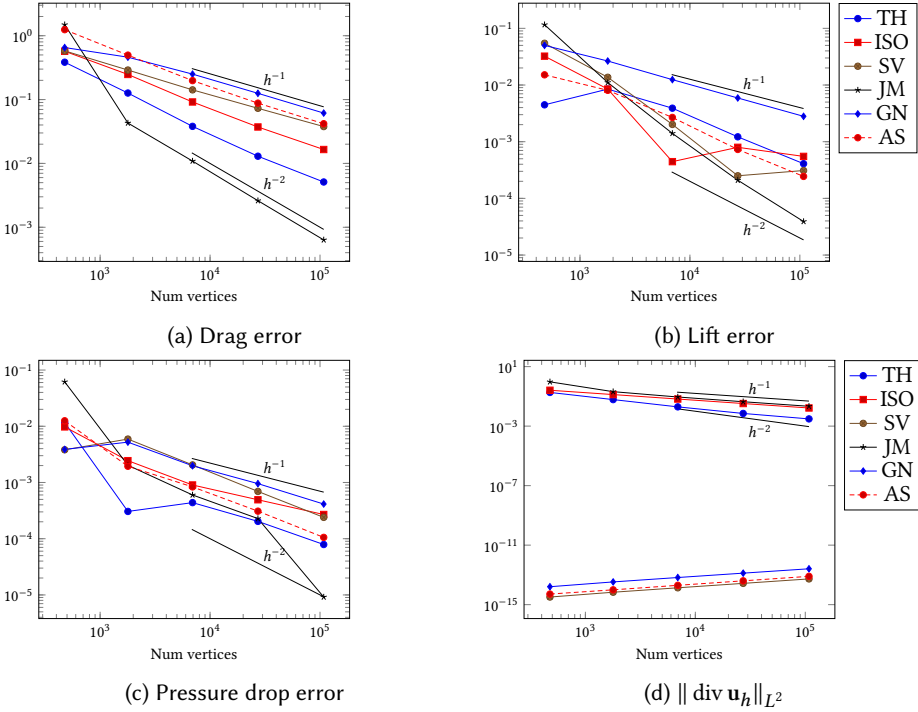 10^0
10^−1
10^−2
10^−3
h^−1
h^−2
10^3
10^4
10^5
Num vertices
(a) Drag error
10^−1
10^−2
10^−3
10^−4
10^−5
h^−1
h^−2
10^3
10^4
10^5
Num vertices
(b) Lift error
TH
ISO
SV
JM
GN
AS
10^−1
10^−2
10^−3
10^−4
10^−5
h^−1
h^−2
10^3
10^4
10^5
Num vertices
(c) Pressure drop error
10^1
10^−3
10^−7
10^−11
10^−15
h^−1
h^−2
10^3
10^4
10^5
Num vertices
(d) ‖ div u_h‖_{L^2}
TH
ISO
SV
JM
GN
AS